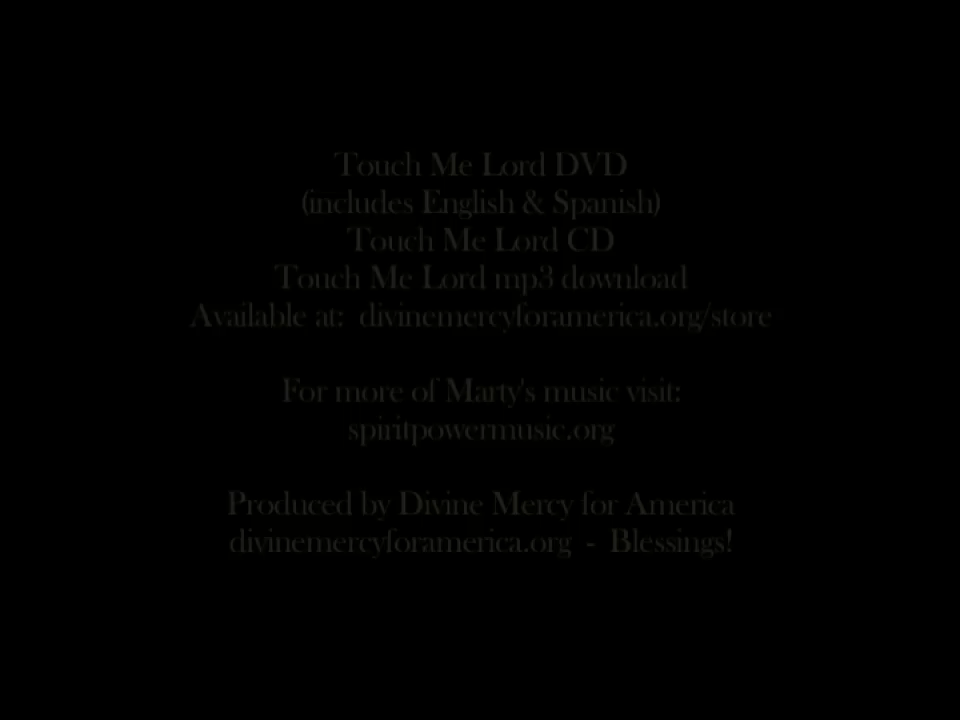 Touch Me Lord DVD
(includes English & Spanish)
Touch Me Lord CD
Touch Me Lord mp3 download
Available at: divinemercyforamerica.org/store
For more of Marty's music visit:
spiritpowermusic.org
Produced by Divine Mercy for America
divinemercyforamerica.org - Blessings!